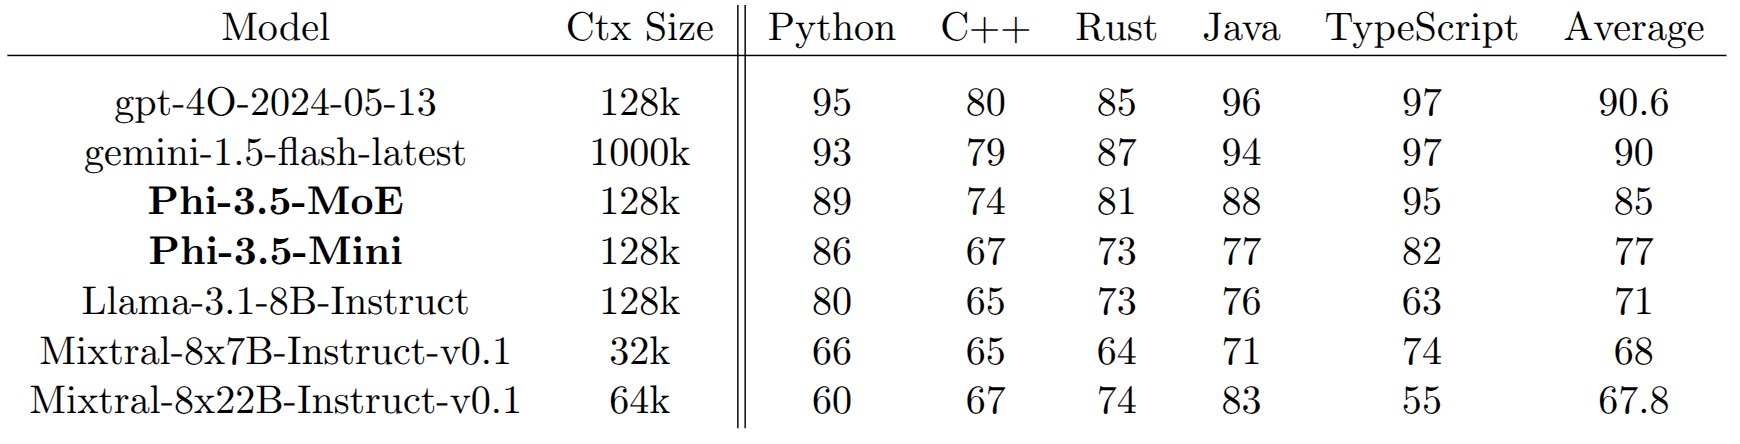 Model Ctx Size Python C++ Rust Java TypeScript Average
gpt-4O-2024-05-13 128k 95 80 85 96 97 90.6
gemini-1.5-flash-latest 1000k 93 79 87 94 97 90
Phi-3.5-MoE 128k 89 74 81 88 95 85
Phi-3.5-Mini 128k 86 67 73 77 82 77
Llama-3.1-8B-Instruct 128k 80 65 73 76 63 71
Mixtral-8x7B-Instruct-v0.1 32k 66 65 64 71 74 68
Mixtral-8x22B-Instruct-v0.1 64k 60 67 74 83 55 67.8